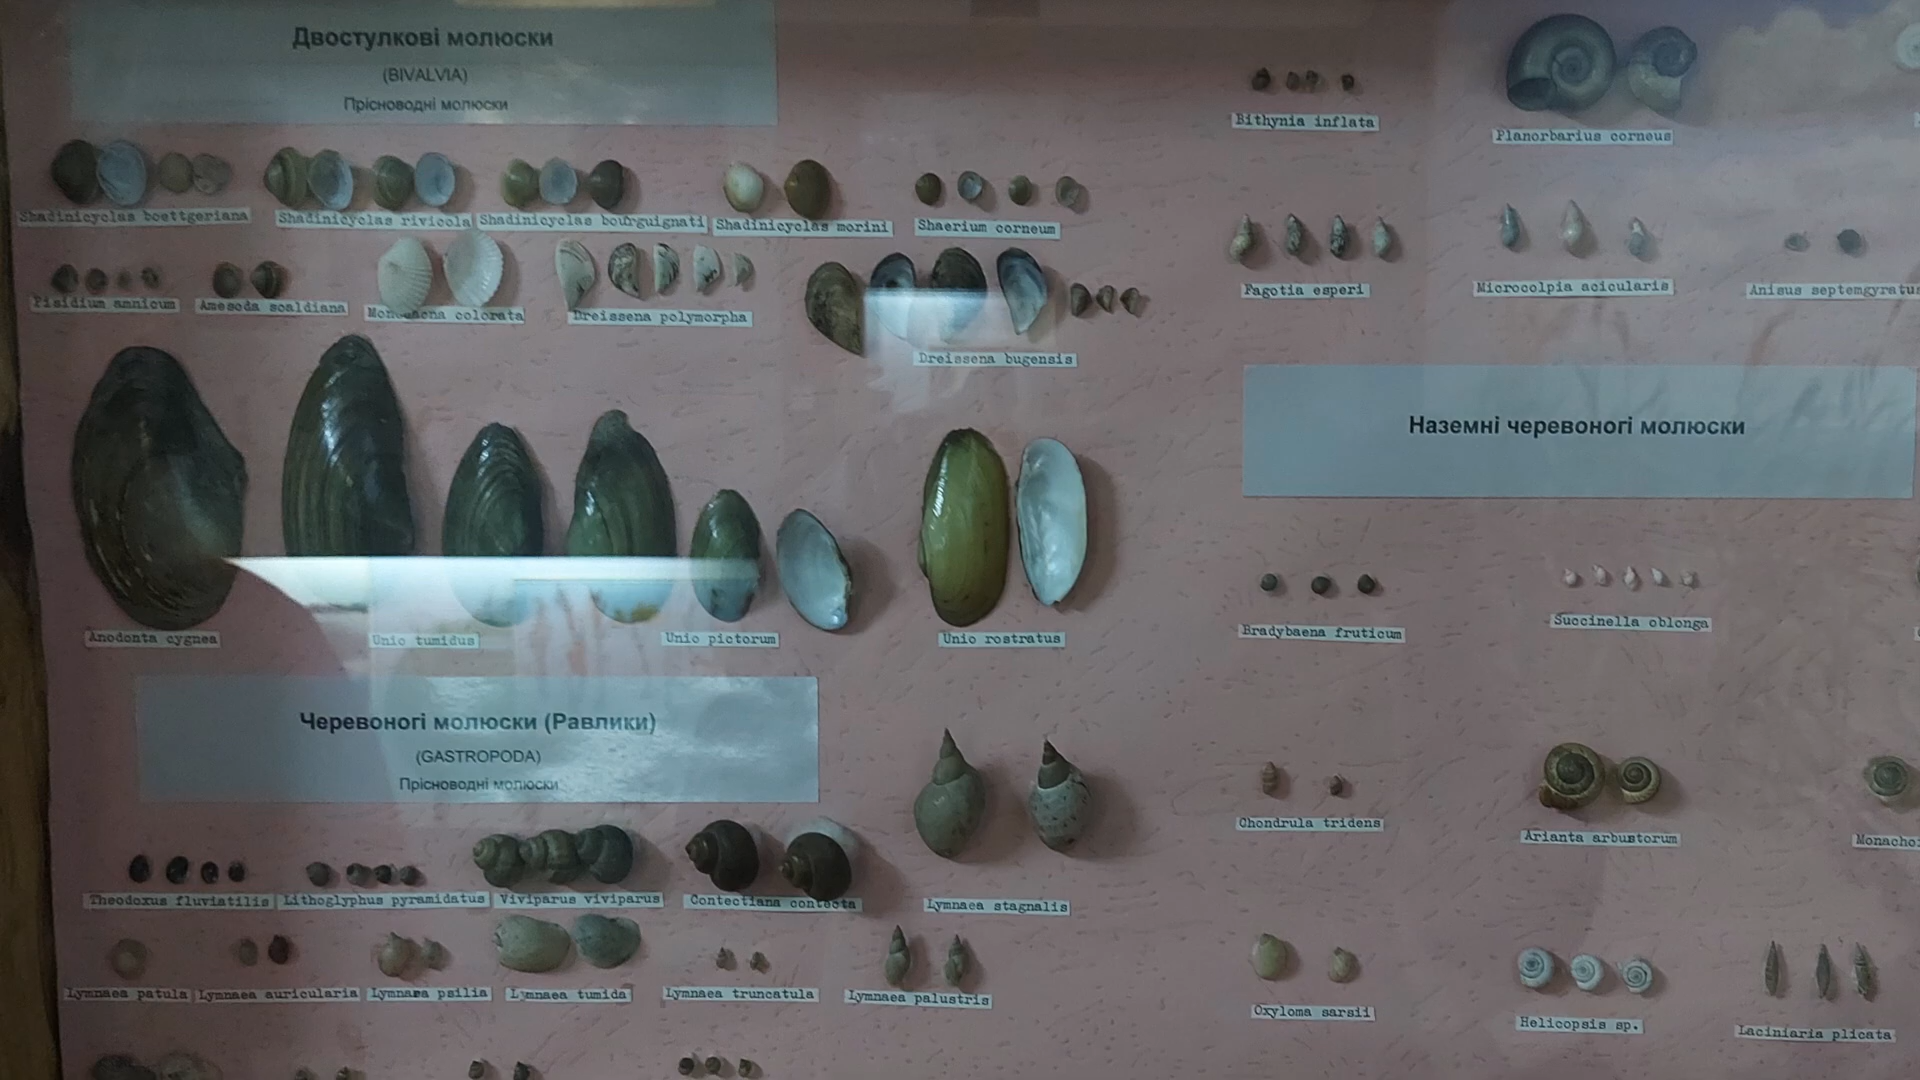 Двостулкові молюски
(BIVALVIA)
Прісноводні молюски
Shadinicyclas boettgeriana
Shadinicyclas rivicola
Shadinicyclas bourguignati
Shadinicyclas morini
Shaerium corneum
Pisidium amnicum
Amesoda scaldiana
Monodacna colorata
Dreissena polymorpha
Dreissena bugensis
Anodonta cygnea
Unio tumidus
Unio pictorum
Unio rostratus
Черевоногі молюски (Равлики)
(GASTROPODA)
Прісноводні молюски
Theodoxus fluviatilis
Lithoglyphus pyramidatus
Viviparus viviparus
Contectiana contecta
Lymnaea stagnalis
Lymnaea patula
Lymnaea auricularia
Lymnaea psilia
Lymnaea tumida
Lymnaea truncatula
Lymnaea palustris
Bithynia inflata
Planorbarius corneus
Fagotia esperi
Microcolpia acicularis
Anisus septemgyratus
Наземні черевоногі молюски
Bradybaena fruticum
Succinella oblonga
Chondrula tridens
Arianta arbustorum
Monacho
Oxyloma sarsii
Helicopsis sp.
Laciniaria plicata